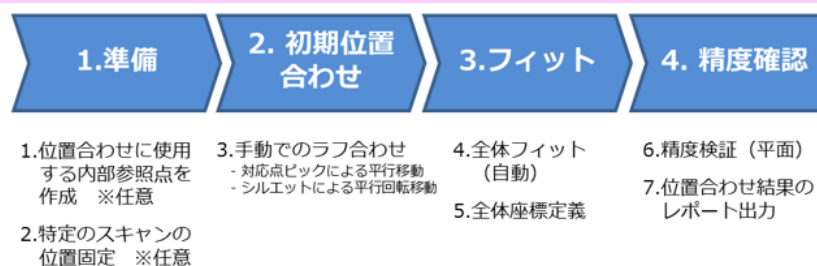 1.準備
2. 初期位置
合わせ
3.フィット
4. 精度確認
1.位置合わせに使用
する内部参照点を
作成 ※任意
2.特定のスキャンの
位置固定 ※任意
3.手動でのラフ合わせ
- 対応点ピックによる平行移動
- シルエットによる平行回転移動
4.全体フィット
（自動）
5.全体座標定義
6.精度検証（平面）
7.位置合わせ結果の
レポート出力